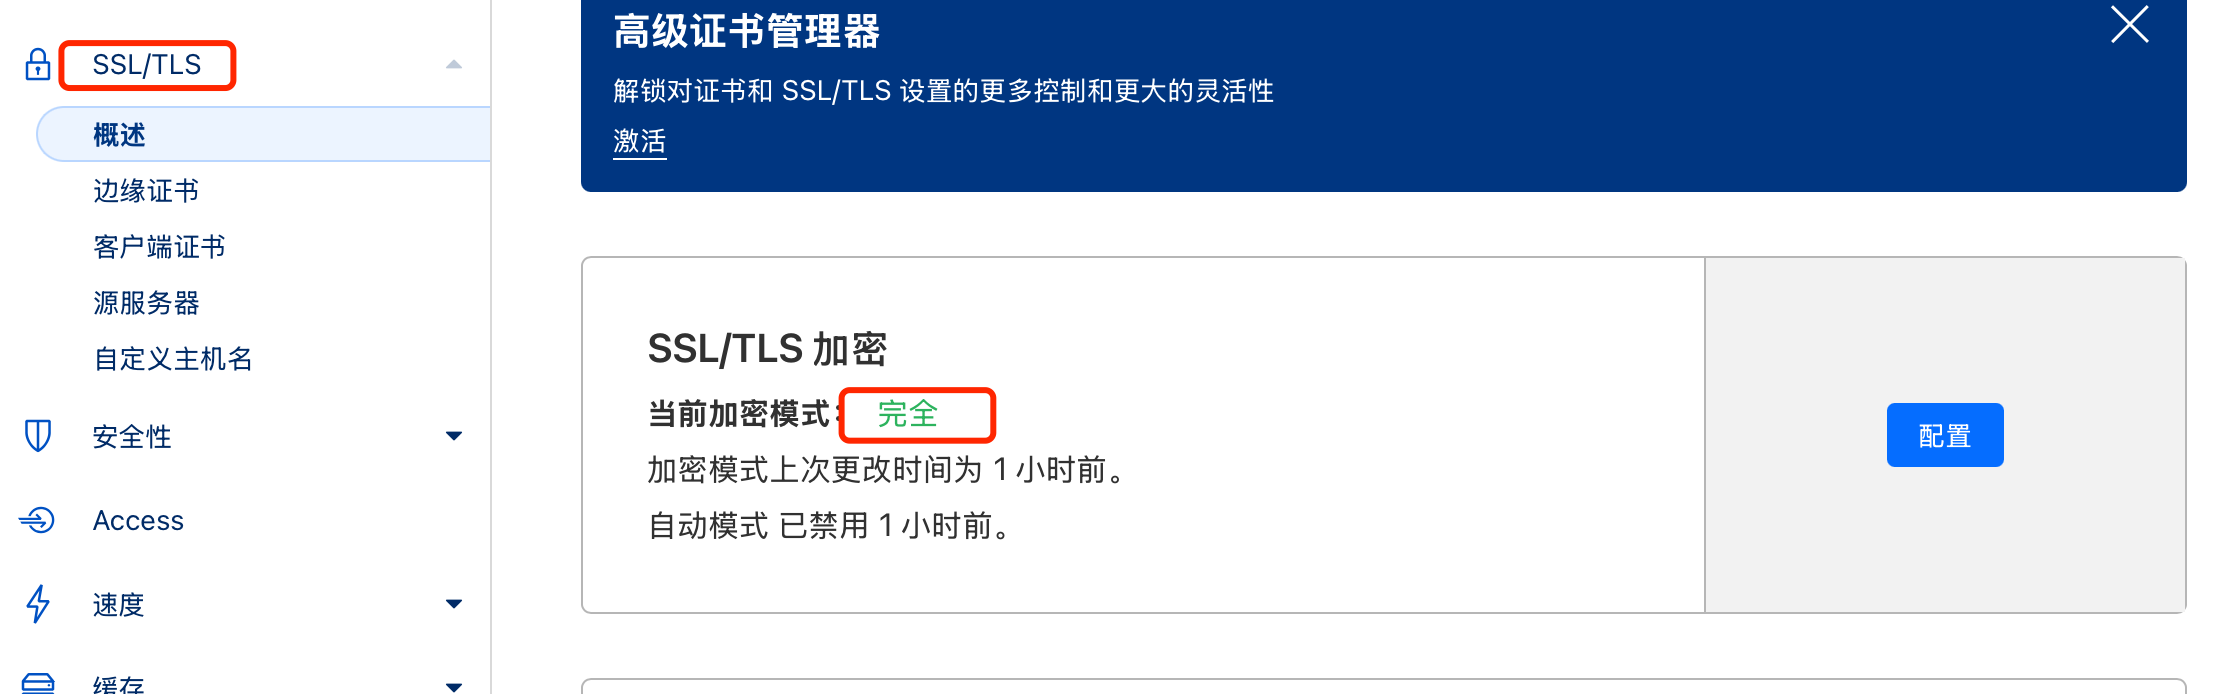 SSL/TLS
概述
边缘证书
客户端证书
源服务器
自定义主机名
安全性
Access
速度
缓存
高级证书管理器
解锁对证书和 SSL/TLS 设置的更多控制和更大的灵活性
激活
SSL/TLS 加密
当前加密模式: 完全
加密模式上次更改时间为 1 小时前。
自动模式 已禁用 1 小时前。
配置